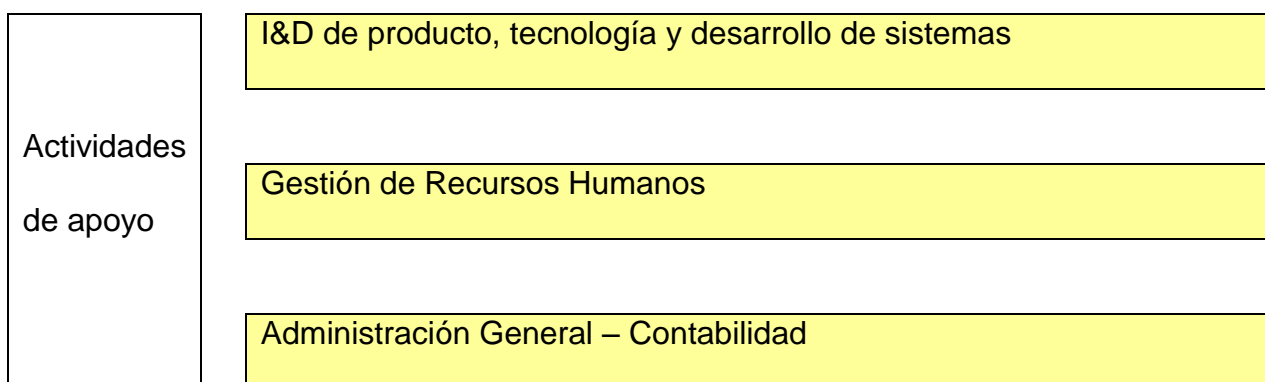 Actividades
de apoyo
I&D de producto, tecnología y desarrollo de sistemas
Gestión de Recursos Humanos
Administración General – Contabilidad